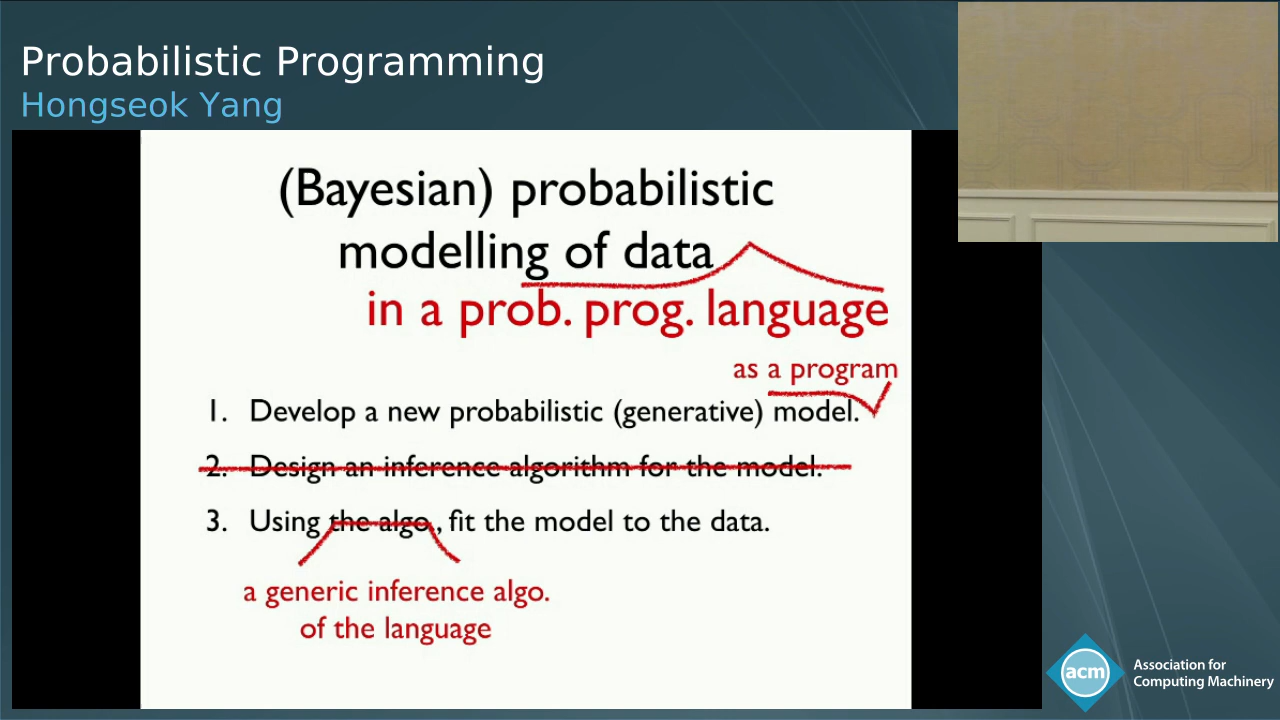 Probabilistic Programming
Hongseok Yang
(Bayesian) probabilistic
modelling of data
in a prob. prog. language
as a program
1. Develop a new probabilistic (generative) model.
2. Design an inference algorithm for the model.
3. Using the algo., fit the model to the data.
a generic inference algo.
of the language
acm
Association for
Computing Machinery